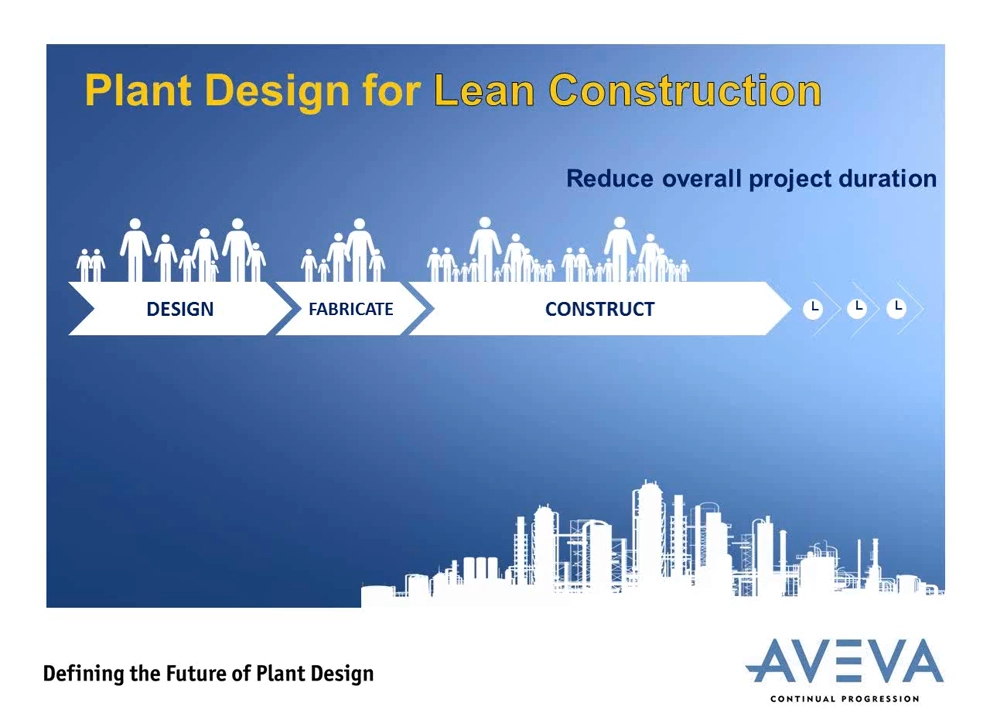 Plant Design for Lean Construction
Reduce overall project duration
DESIGN FABRICATE CONSTRUCT
Defining the Future of Plant Design
AVEVA
CONTINUAL PROGRESSION